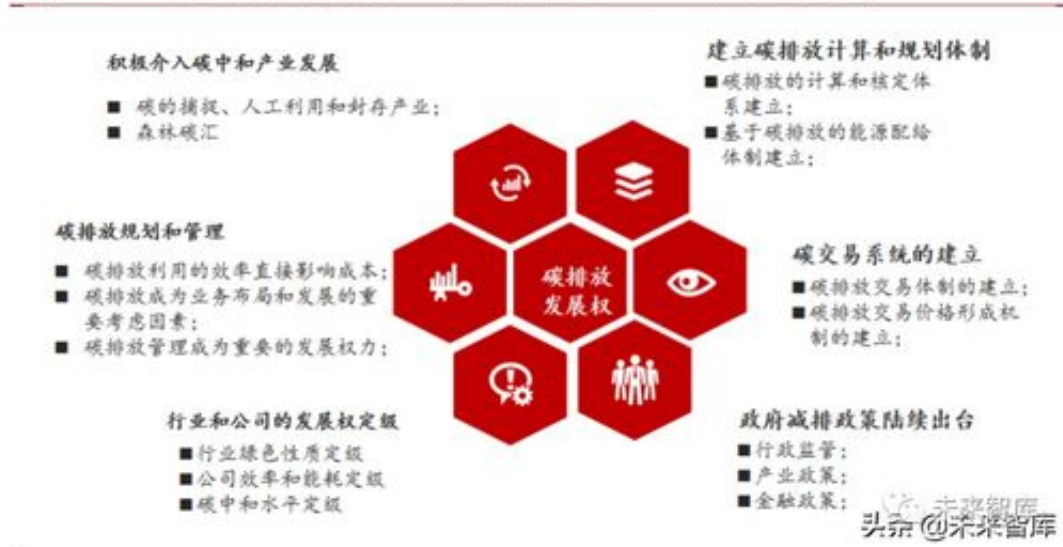 积极介入碳中和产业发展
■ 碳的捕捉、人工利用和封存产业;
■ 森林碳汇
建立碳排放计算和规划体制
■碳排放的计算和核定体
系建立;
■基于碳排放的能源配给
体制建立;
碳排放规划和管理
■ 碳排放利用的效率直接影响成本;
■ 碳排放成为业务布局和发展的重
要考虑因素;
■ 碳排放管理成为重要的发展权力;
碳排放
发展权
碳交易系统的建立
■碳排放交易体制的建立;
■碳排放交易价格形成机
制的建立;
行业和公司的发展权定级
■行业绿色性质定级
■公司效率和能耗定级
■碳中和水平定级
政府减排政策陆续出台
■行政监管;
■产业政策;
■金融政策;
未来智库
头条 @未来智库